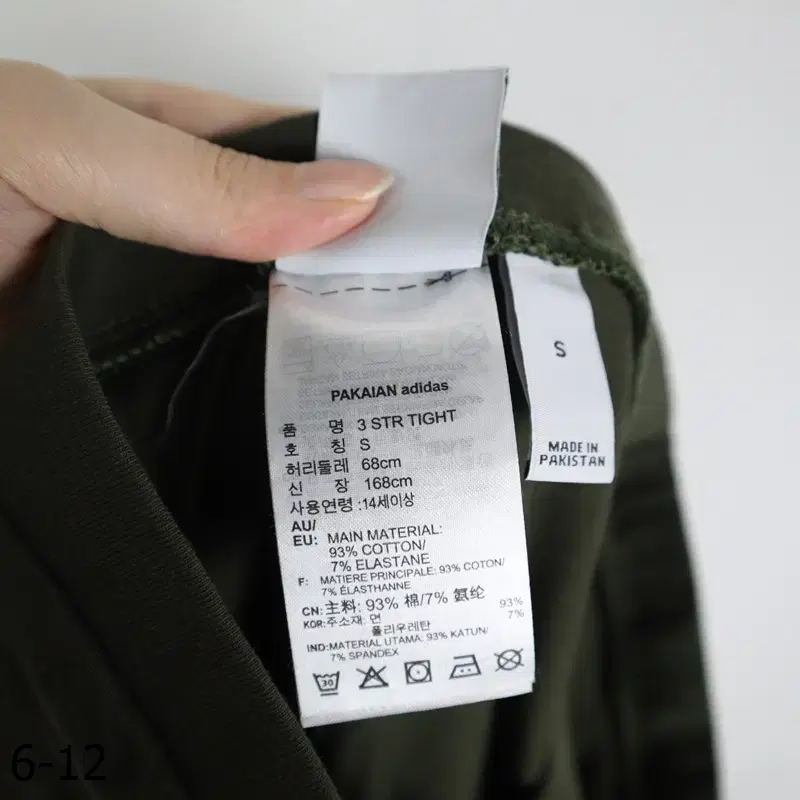 PAKAIAN adidas
품 명 3 STR TIGHT
호 칭 S
허리둘레 68cm
신 장 168cm
사용연령 :14세이상
AU/
EU: MAIN MATERIAL:
93% COTTON/
7% ELASTANE
F: MATIERE PRINCIPALE: 93% COTON/
7% ÉLASTHANNE
CN: 主料: 93% 棉/7% 氨纶
KOR:주소재: 면 93%
폴리우레탄 7%
IND:MATERIAL UTAMA: 93% KATUN/
7% SPANDEX
30
S
MADE IN
PAKISTAN
6-12